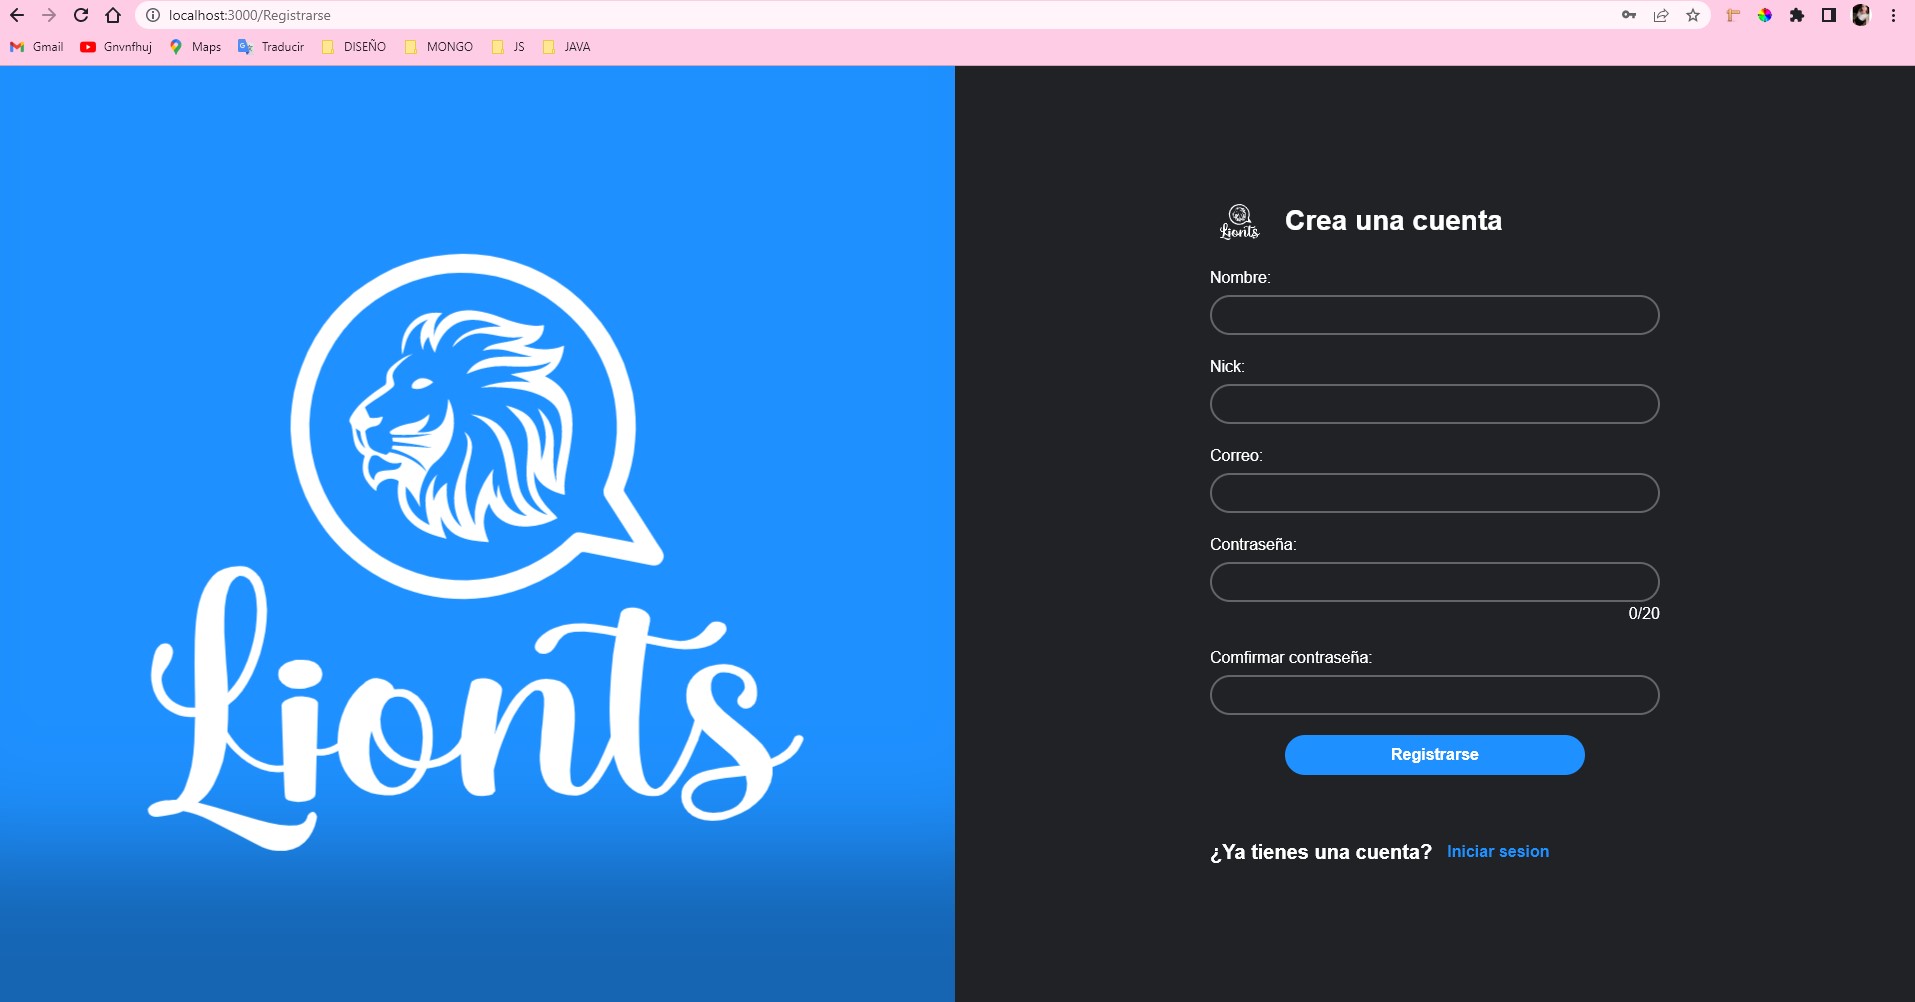 localhost:3000/Registrarse
Gmail Gnvnfhuj Maps Traducir DISEÑO MONGO JS JAVA
Lionts
Lionts Crea una cuenta
Nombre:
Nick:
Correo:
Contraseña:
0/20
Comfirmar contraseña:
Registrarse
¿Ya tienes una cuenta? Iniciar sesion